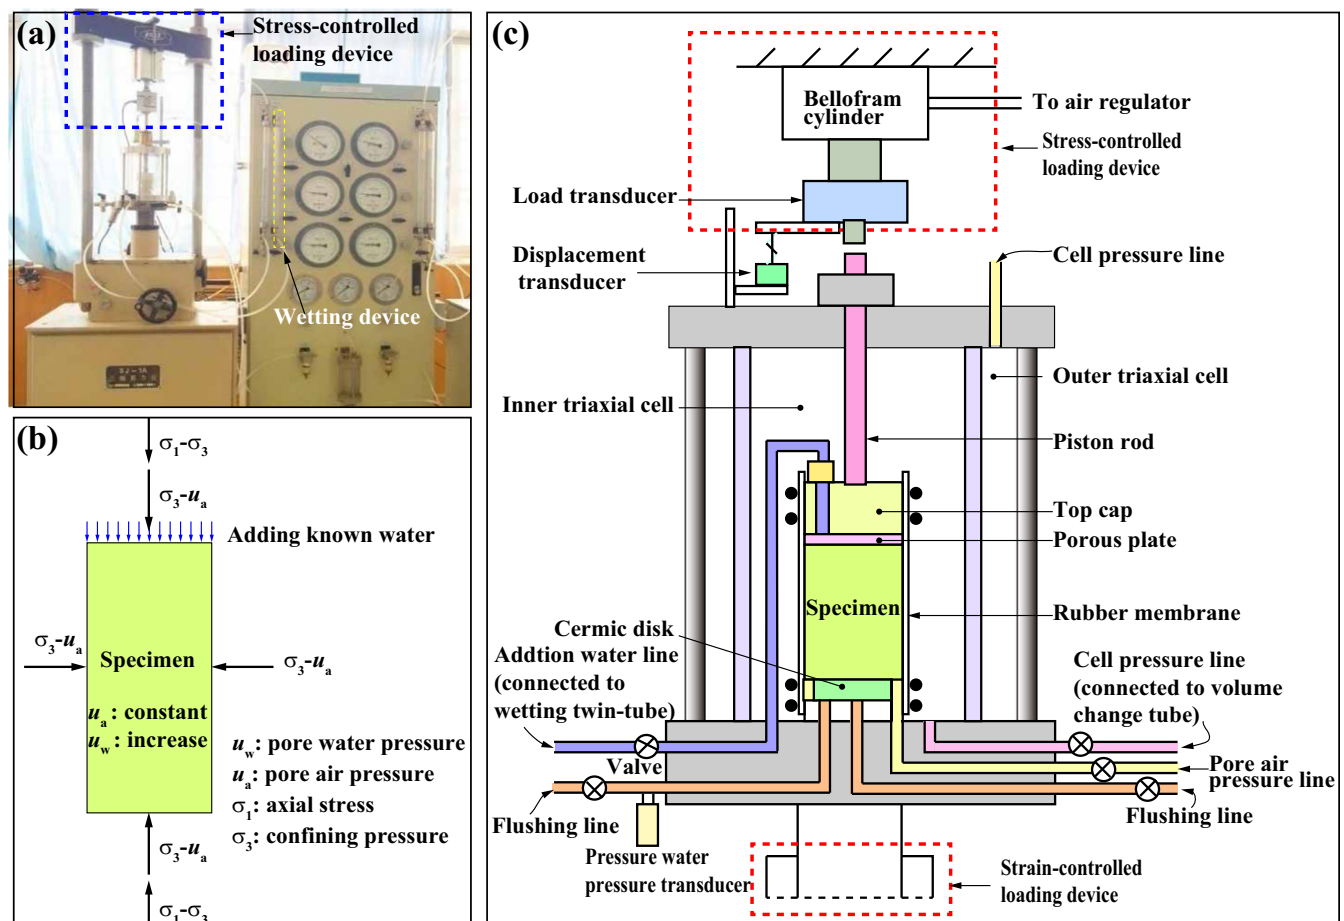 (a)
Stress-controlled
loading device
Wetting device
SJ-1A
(b)
σ1-σ3
σ3-ua
Adding known water
σ3-ua
Specimen
σ3-ua
ua: constant
uw: increase
uw: pore water pressure
ua: pore air pressure
σ1: axial stress
σ3: confining pressure
σ3-ua
σ1-σ3
(c)
Bellofram
cylinder
To air regulator
Stress-controlled
loading device
Load transducer
Displacement
transducer
Cell pressure line
Inner triaxial cell
Outer triaxial cell
Piston rod
Top cap
Porous plate
Specimen
Rubber membrane
Cermic disk
Addtion water line
(connected to
wetting twin-tube)
Valve
Cell pressure line
(connected to volume
change tube)
Pore air
pressure line
Flushing line
Flushing line
Pressure water
pressure transducer
Strain-controlled
loading device